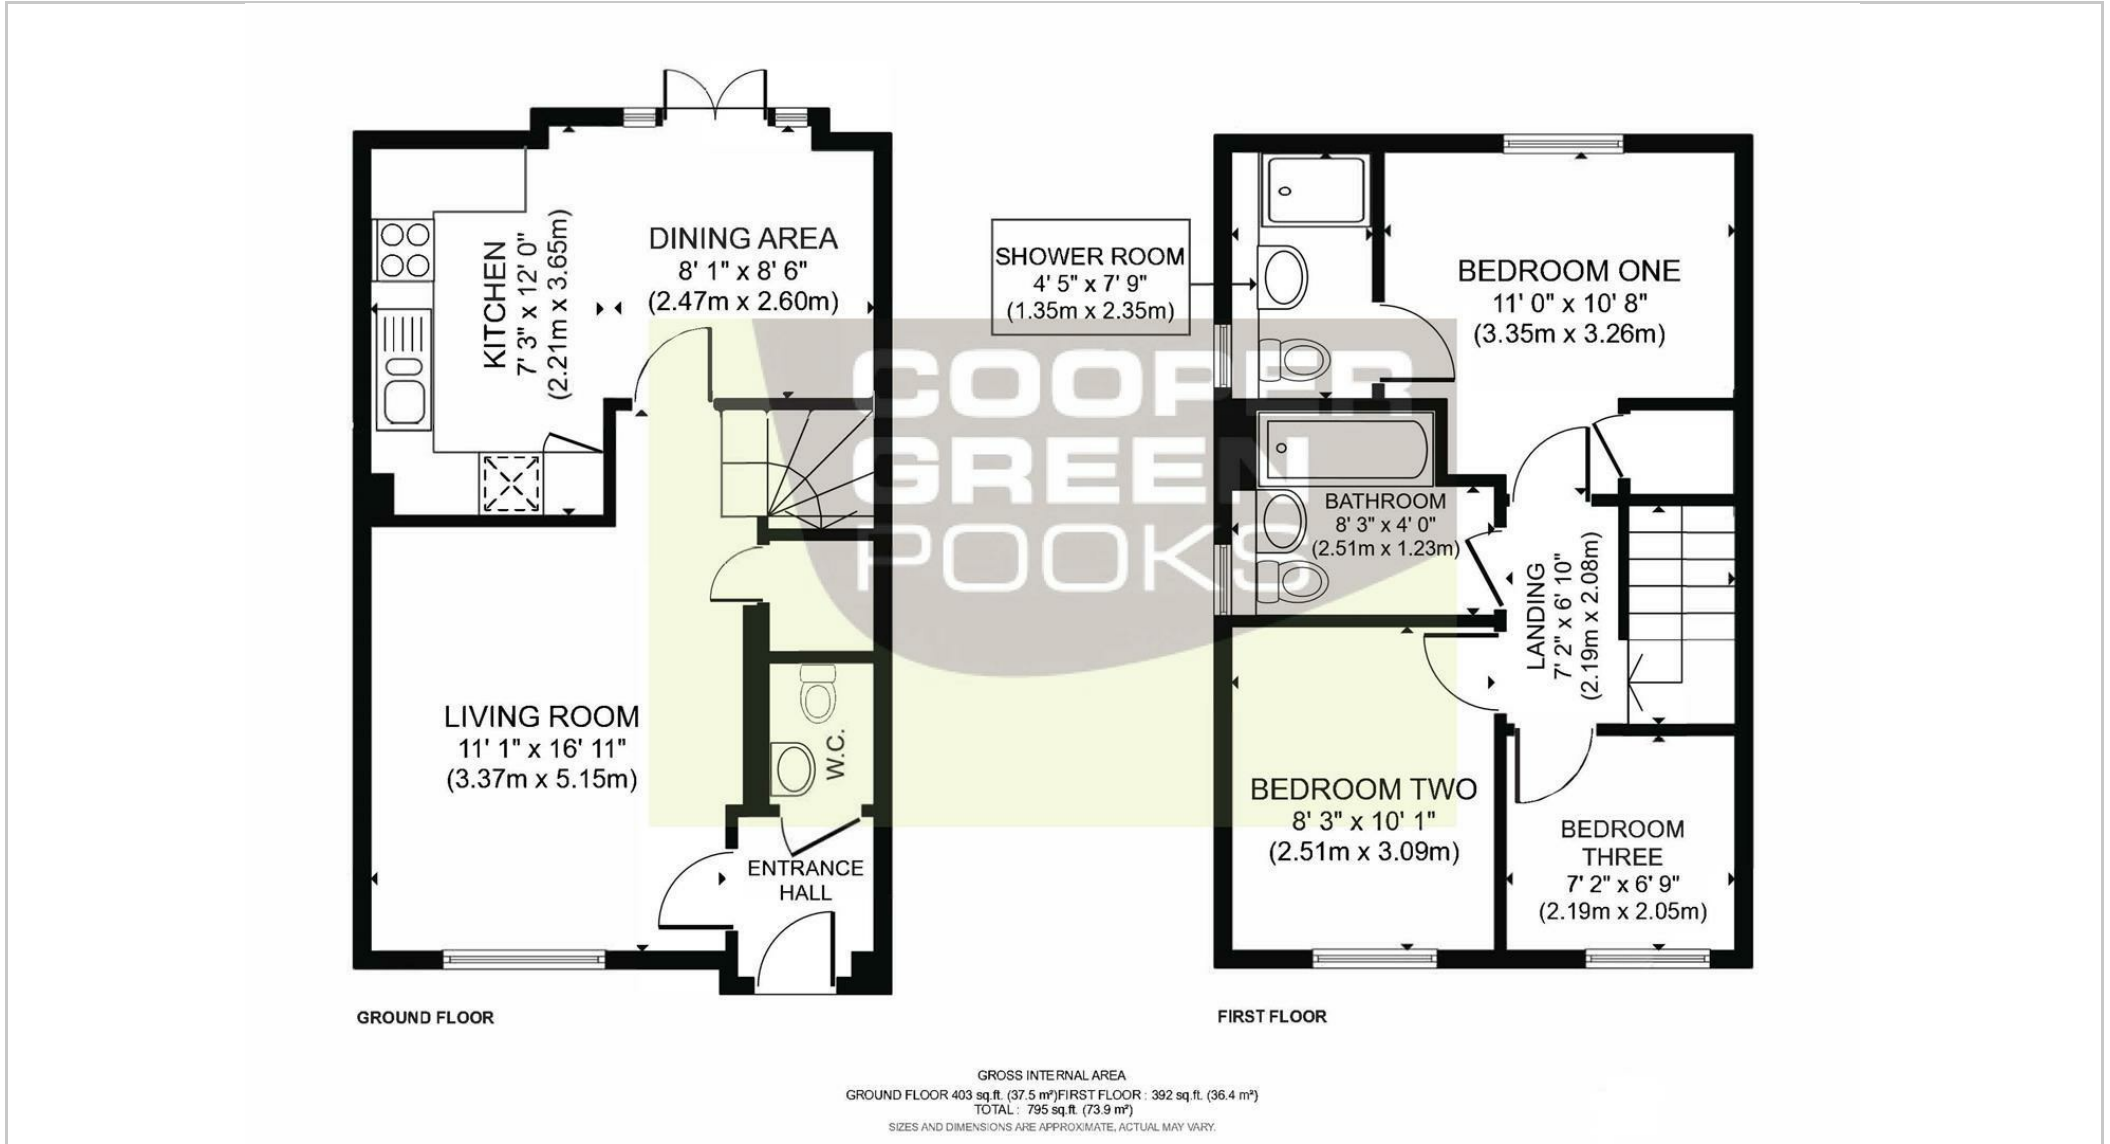 KITCHEN
7' 3" x 12' 0"
(2.21m x 3.65m)
DINING AREA
8' 1" x 8' 6"
(2.47m x 2.60m)
LIVING ROOM
11' 1" x 16' 11"
(3.37m x 5.15m)
W.C.
ENTRANCE
HALL
GROUND FLOOR
SHOWER ROOM
4' 5" x 7' 9"
(1.35m x 2.35m)
BEDROOM ONE
11' 0" x 10' 8"
(3.35m x 3.26m)
BATHROOM
8' 3" x 4' 0"
(2.51m x 1.23m)
LANDING
7' 2" x 6' 10"
(2.19m x 2.08m)
BEDROOM TWO
8' 3" x 10' 1"
(2.51m x 3.09m)
BEDROOM
THREE
7' 2" x 6' 9"
(2.19m x 2.05m)
FIRST FLOOR
COOPER
GREEN
POOKS
GROSS INTERNAL AREA
GROUND FLOOR 403 sq.ft. (37.5 m²)FIRST FLOOR : 392 sq.ft. (36.4 m²)
TOTAL : 795 sq.ft. (73.9 m²)
SIZES AND DIMENSIONS ARE APPROXIMATE, ACTUAL MAY VARY.